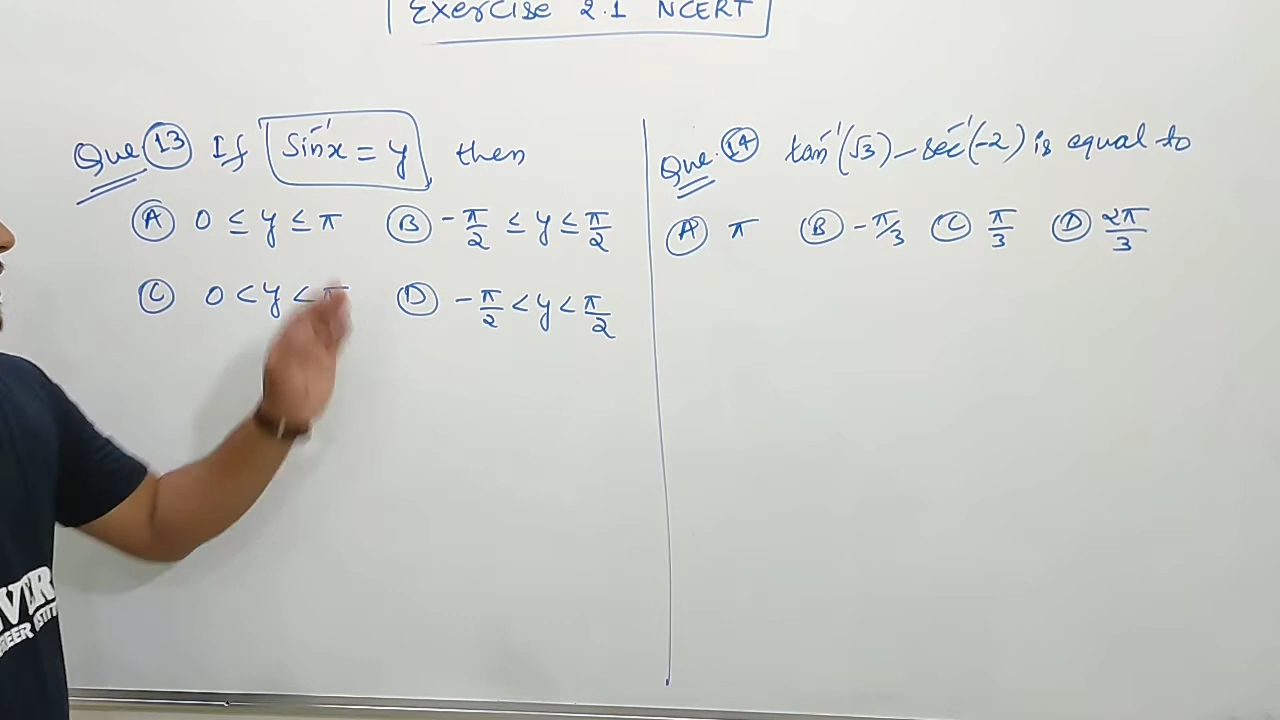 Exercise 2.1 NCERT
Que 13 If sin⁻¹x = y then
(A) 0 ≤ y ≤ π (B) -π/2 ≤ y ≤ π/2
(C) 0 < y < π (D) -π/2 < y < π/2
Que. 14 tan⁻¹(√3) - sec⁻¹(-2) is equal to
(A) π (B) -π/3 (C) π/3 (D) 2π/3